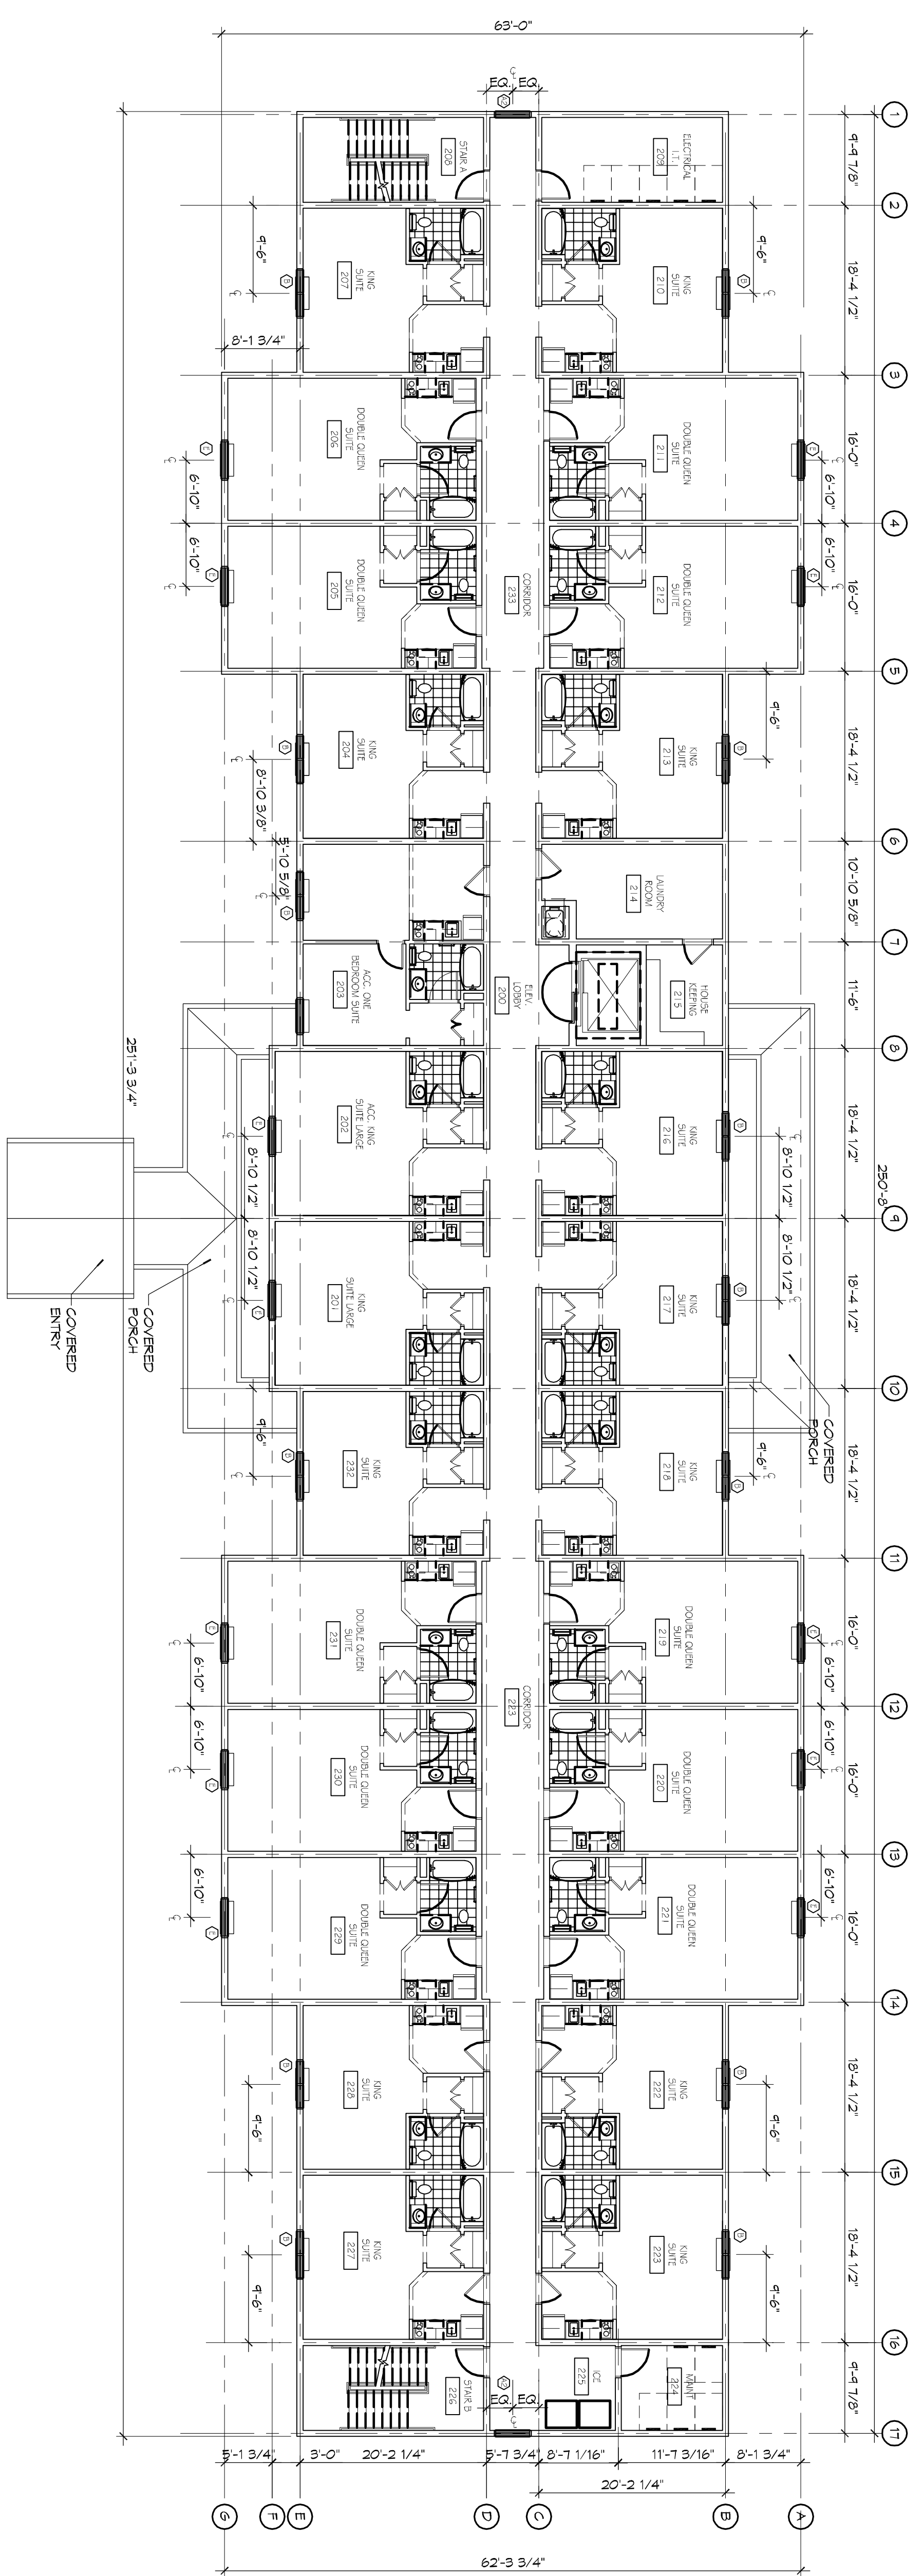 63'-0"
EQ. EQ.
1
9'-9 7/8"
2
18'-4 1/2"
3
16'-0"
4
16'-0"
5
18'-4 1/2"
6
10'-10 5/8"
7
11'-6"
8
18'-4 1/2"
250'-8"
9
18'-4 1/2"
10
18'-4 1/2"
11
16'-0"
12
16'-0"
13
16'-0"
14
18'-4 1/2"
15
18'-4 1/2"
16
9'-9 7/8"
17
STAIR A
208
ELECTRICAL
I.T.
209
9'-6"
9'-6"
B
B
KING
SUITE
207
KING
SUITE
210
8'-1 3/4"
DOUBLE QUEEN
SUITE
206
DOUBLE QUEEN
SUITE
211
E
E
6'-10"
6'-10"
6'-10"
6'-10"
E
E
DOUBLE QUEEN
SUITE
205
CORRIDOR
233
DOUBLE QUEEN
SUITE
212
9'-6"
B
B
KING
SUITE
204
KING
SUITE
213
8'-10 3/8"
5'-10 5/8"
B
LAUNDRY
ROOM
214
ACC. ONE
BEDROOM SUITE
203
ELEV.
LOBBY
200
HOUSE
KEEPING
215
251'-3 3/4"
ACC. KING
SUITE LARGE
202
KING
SUITE
216
E
B
8'-10 1/2"
8'-10 1/2"
8'-10 1/2"
8'-10 1/2"
KING
SUITE LARGE
201
KING
SUITE
217
E
COVERED
PORCH
COVERED
ENTRY
COVERED
PORCH
9'-6"
9'-6"
B
B
KING
SUITE
232
KING
SUITE
218
DOUBLE QUEEN
SUITE
231
DOUBLE QUEEN
SUITE
219
E
E
6'-10"
6'-10"
CORRIDOR
223
6'-10"
6'-10"
E
E
DOUBLE QUEEN
SUITE
230
DOUBLE QUEEN
SUITE
220
6'-10"
6'-10"
E
E
DOUBLE QUEEN
SUITE
229
DOUBLE QUEEN
SUITE
221
B
B
KING
SUITE
228
KING
SUITE
222
9'-6"
9'-6"
B
B
KING
SUITE
227
KING
SUITE
223
9'-6"
9'-6"
STAIR B
226
ICE
225
MAINT
224
EQ. EQ.
5'-1 3/4"
3'-0"
20'-2 1/4"
5'-7 3/4"
8'-7 1/16"
11'-7 3/16"
8'-1 3/4"
20'-2 1/4"
G
F
E
D
C
B
A
62'-3 3/4"